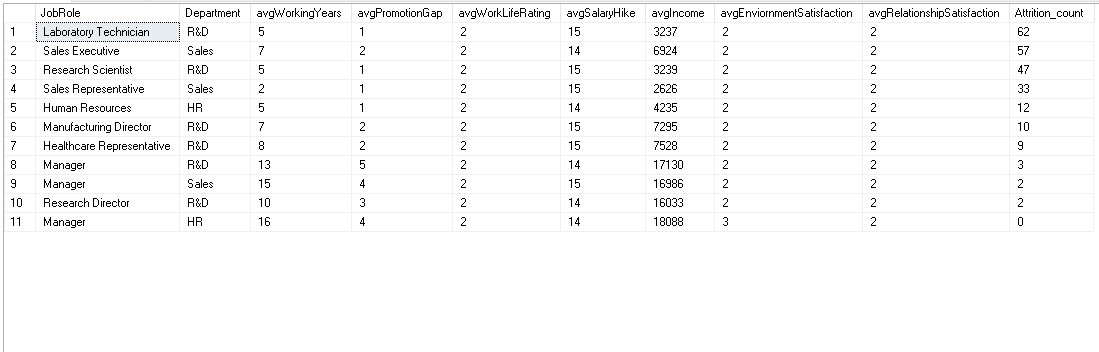 JobRole Department avgWorkingYears avgPromotionGap avgWorkLifeRating avgSalaryHike avgIncome avgEnviornmentSatisfaction avgRelationshipSatisfaction Attrition_count
1 Laboratory Technician R&D 5 1 2 15 3237 2 2 62
2 Sales Executive Sales 7 2 2 14 6924 2 2 57
3 Research Scientist R&D 5 1 2 15 3239 2 2 47
4 Sales Representative Sales 2 1 2 15 2626 2 2 33
5 Human Resources HR 5 1 2 14 4235 2 2 12
6 Manufacturing Director R&D 7 2 2 15 7295 2 2 10
7 Healthcare Representative R&D 8 2 2 15 7528 2 2 9
8 Manager R&D 13 5 2 14 17130 2 2 3
9 Manager Sales 15 4 2 15 16986 2 2 2
10 Research Director R&D 10 3 2 14 16033 2 2 2
11 Manager HR 16 4 2 14 18088 3 2 0